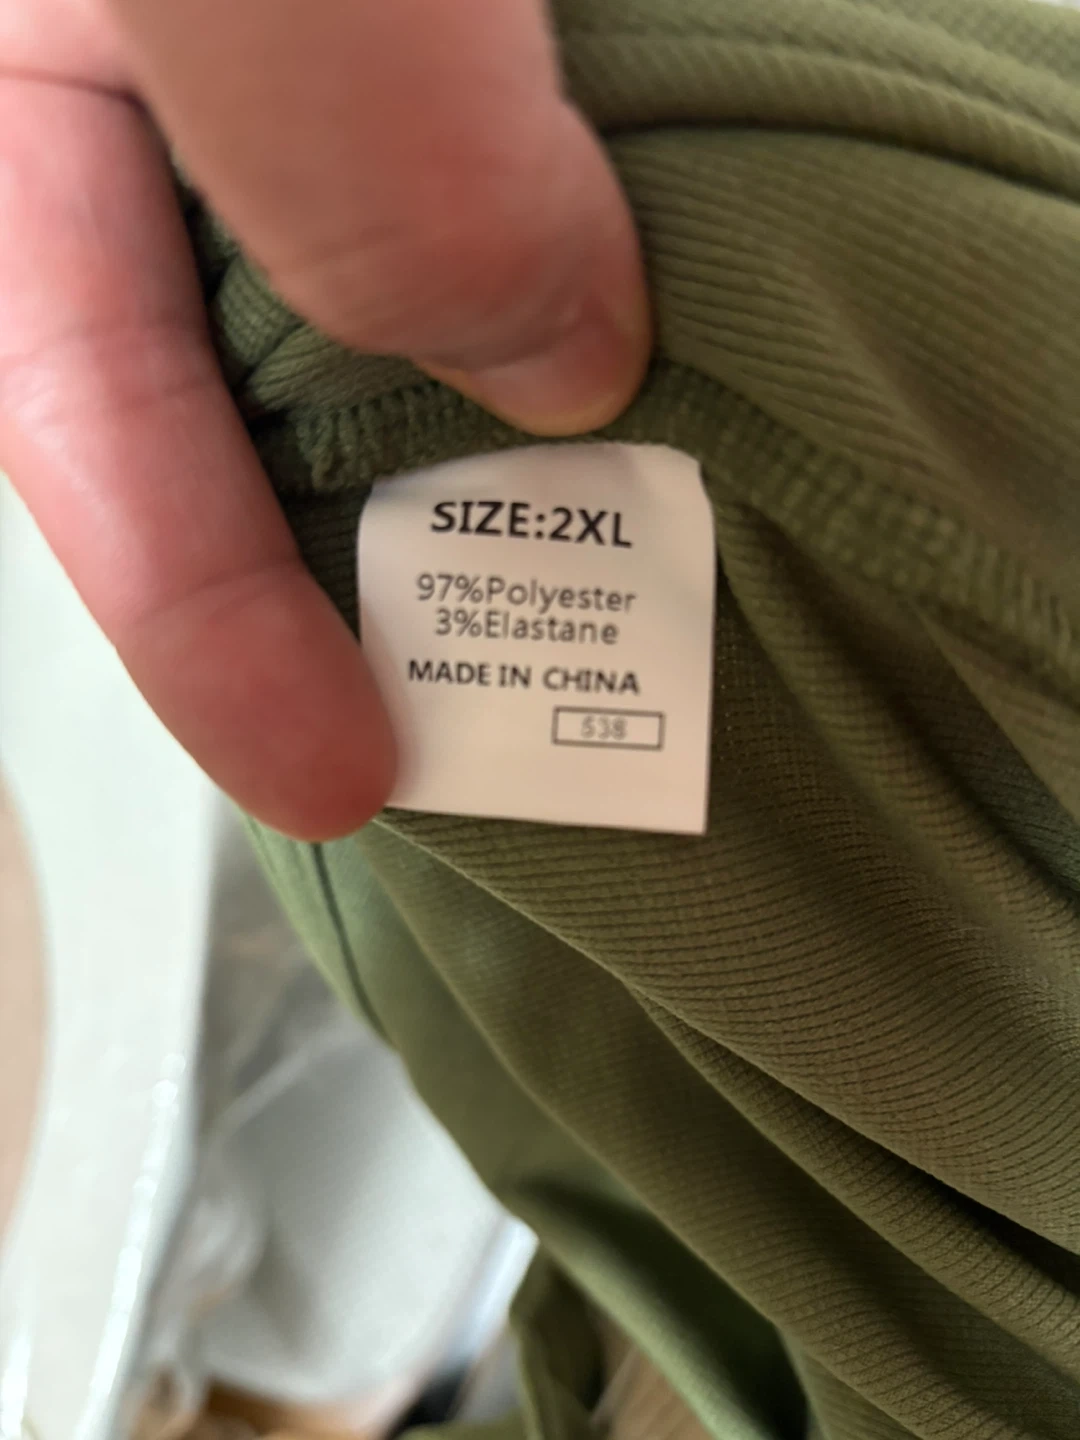 SIZE:2XL
97%Polyester
3%Elastane
MADE IN CHINA
538